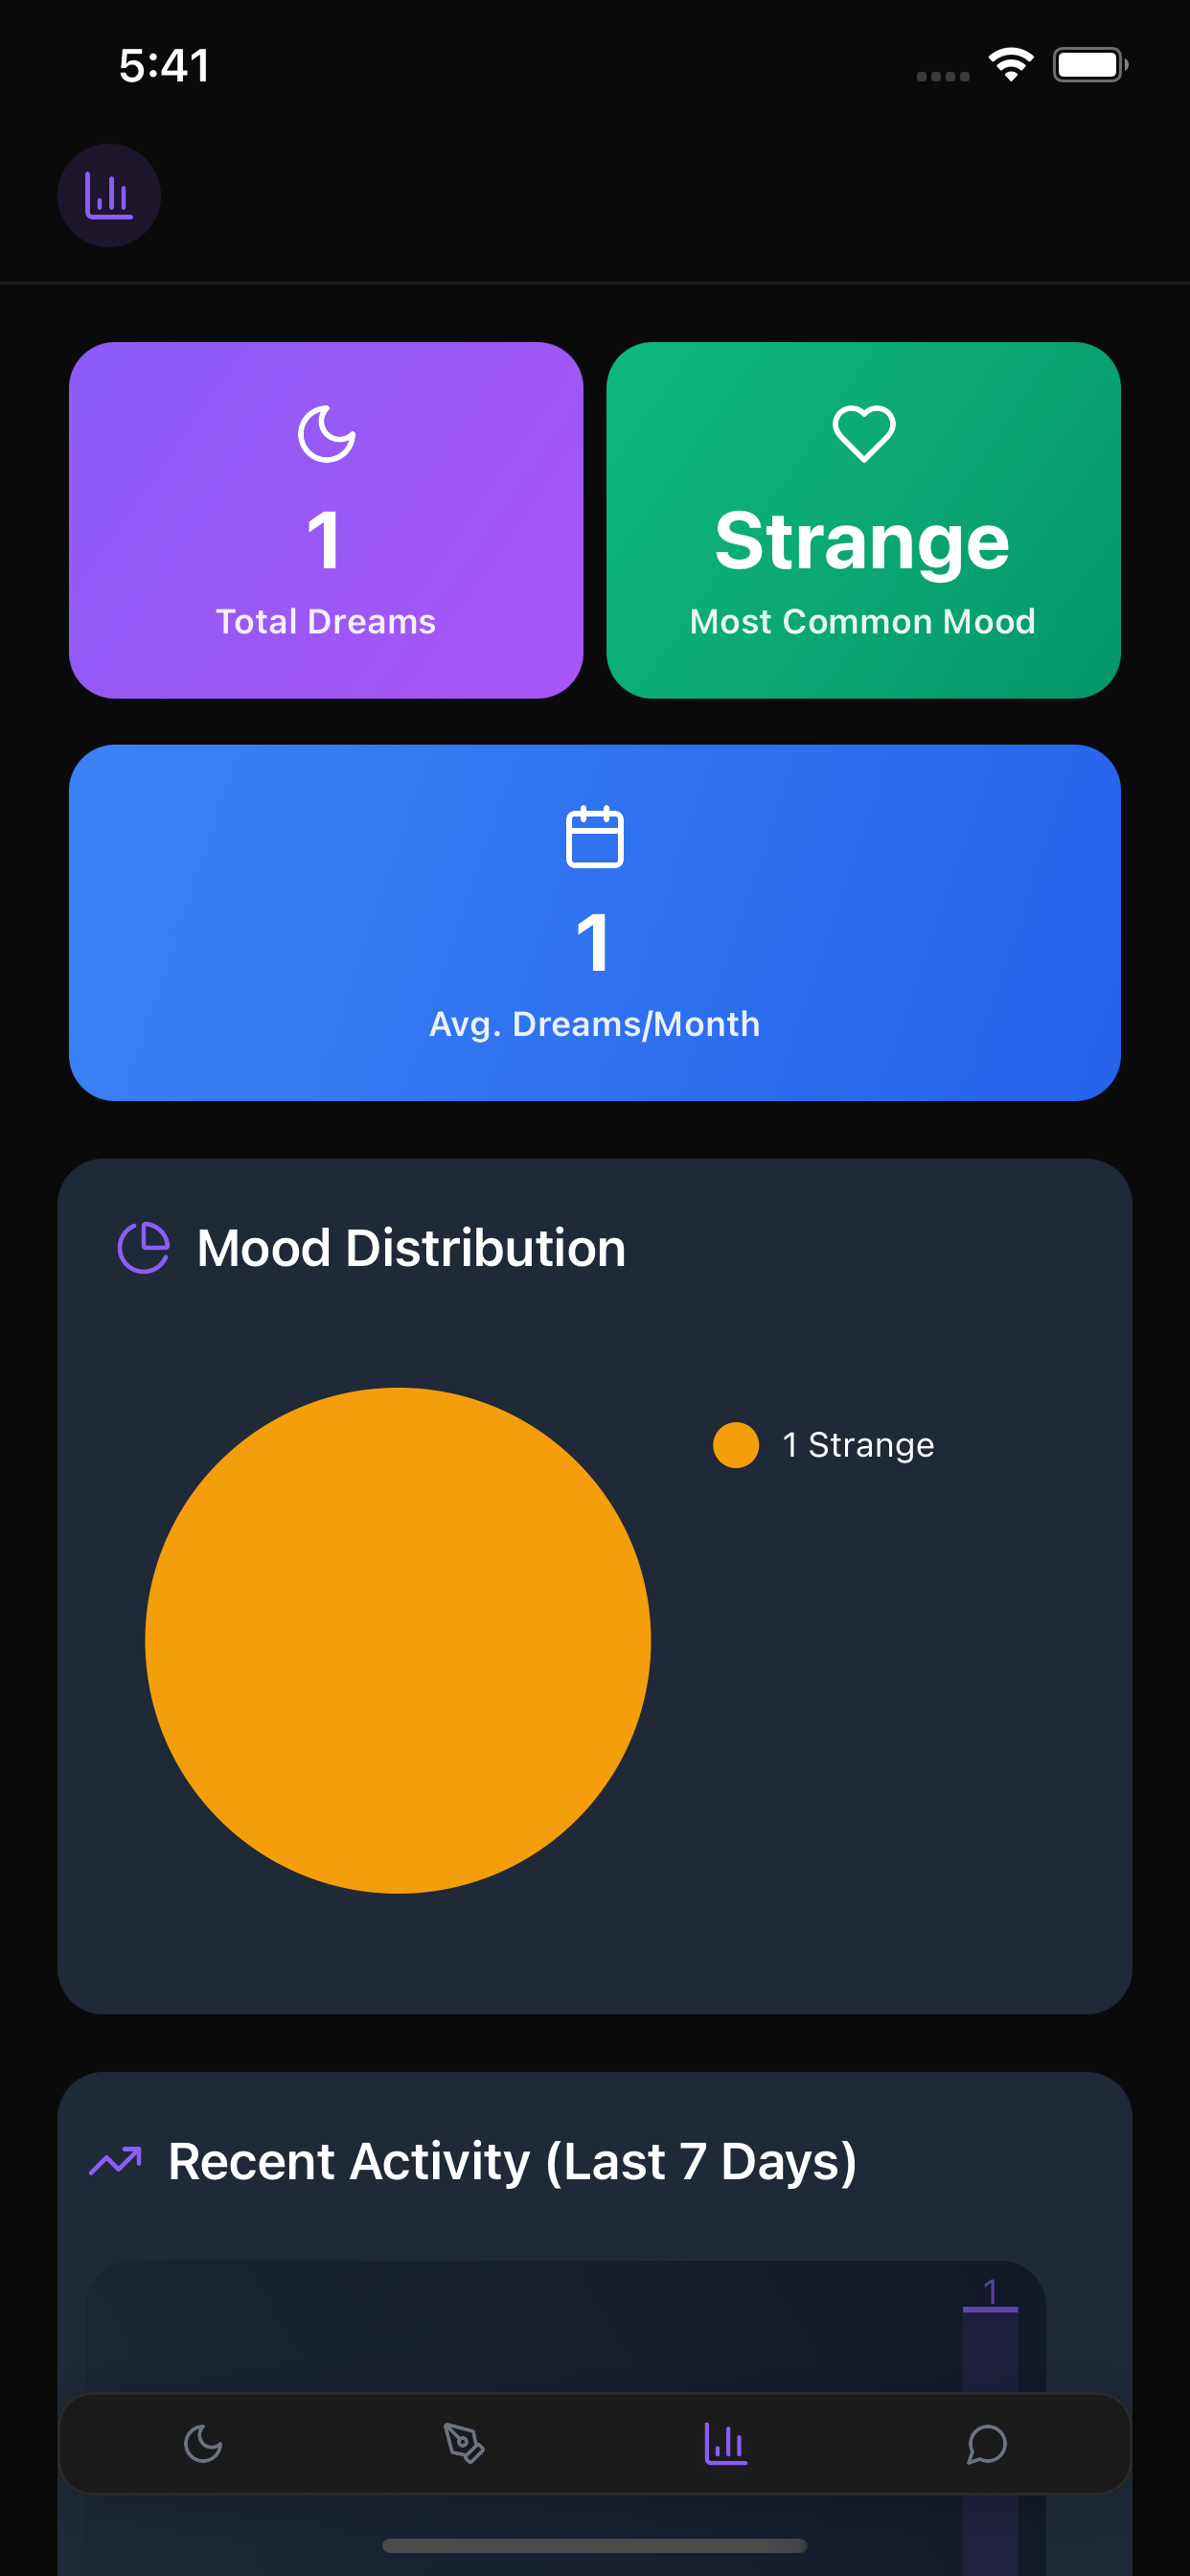 5:41
1
Total Dreams
Strange
Most Common Mood
1
Avg. Dreams/Month
Mood Distribution
1 Strange
Recent Activity (Last 7 Days)
1